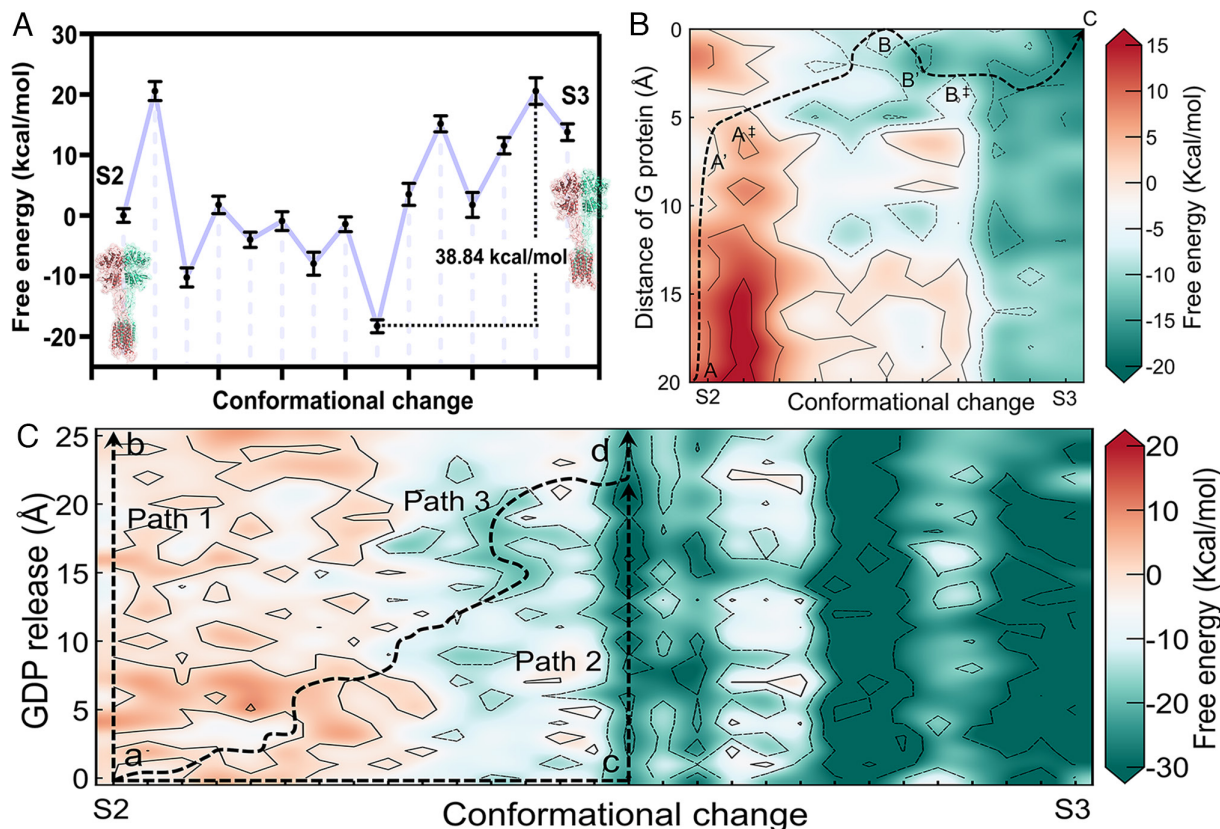 A
Free energy (kcal/mol)
30
20
10
0
-10
-20
S2
S3
38.84 kcal/mol
Conformational change
B
Distance of G protein (Å)
0
5
10
15
20
C
B
B'
B‡
A‡
A'
A
S2
Conformational change
S3
15
10
5
0
-5
-10
-15
-20
Free energy (Kcal/mol)
C
GDP release (Å)
25
20
15
10
5
0
b
d
Path 1
Path 3
Path 2
a
c
S2
Conformational change
S3
20
10
0
-10
-20
-30
Free energy (Kcal/mol)